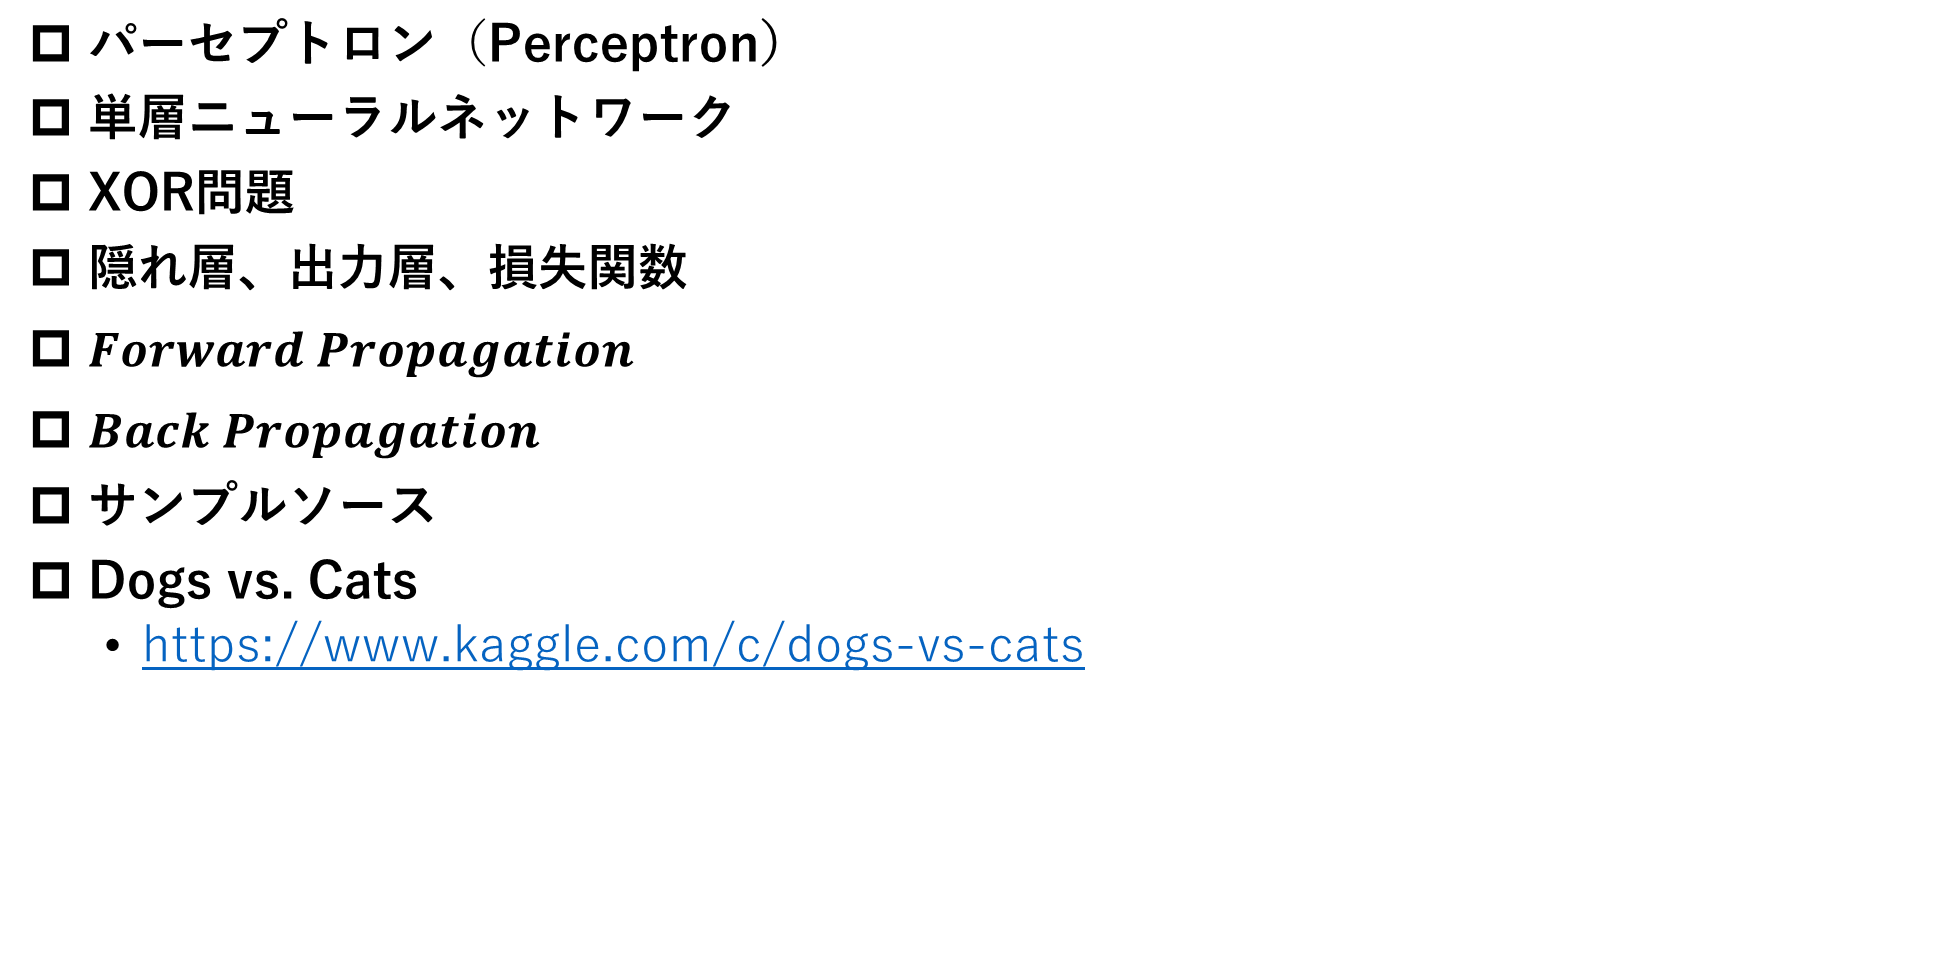 □ パーセプトロン（Perceptron）
□ 単層ニューラルネットワーク
□ XOR問題
□ 隠れ層、出力層、損失関数
□ Forward Propagation
□ Back Propagation
□ サンプルソース
□ Dogs vs. Cats
• https://www.kaggle.com/c/dogs-vs-cats